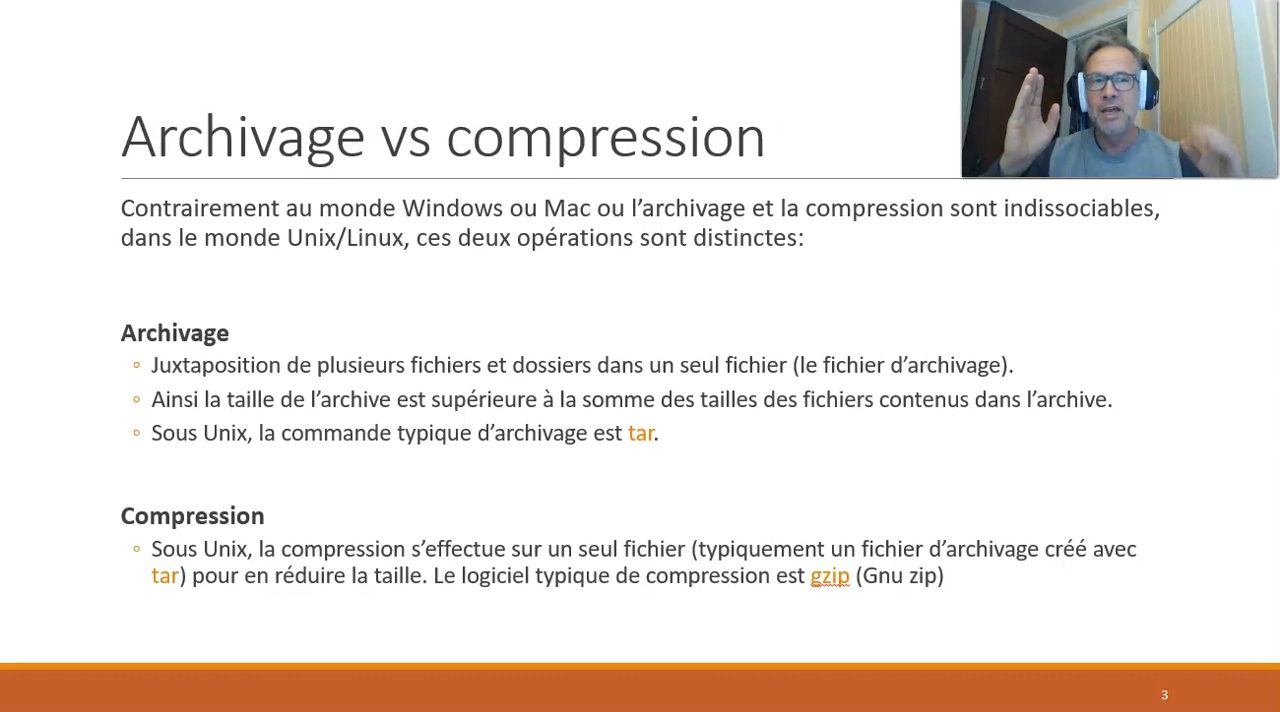 Archivage vs compression
Contrairement au monde Windows ou Mac ou l’archivage et la compression sont indissociables,
dans le monde Unix/Linux, ces deux opérations sont distinctes:
Archivage
◦ Juxtaposition de plusieurs fichiers et dossiers dans un seul fichier (le fichier d’archivage).
◦ Ainsi la taille de l’archive est supérieure à la somme des tailles des fichiers contenus dans l’archive.
◦ Sous Unix, la commande typique d’archivage est tar.
Compression
◦ Sous Unix, la compression s’effectue sur un seul fichier (typiquement un fichier d’archivage créé avec
tar) pour en réduire la taille. Le logiciel typique de compression est gzip (Gnu zip)
3